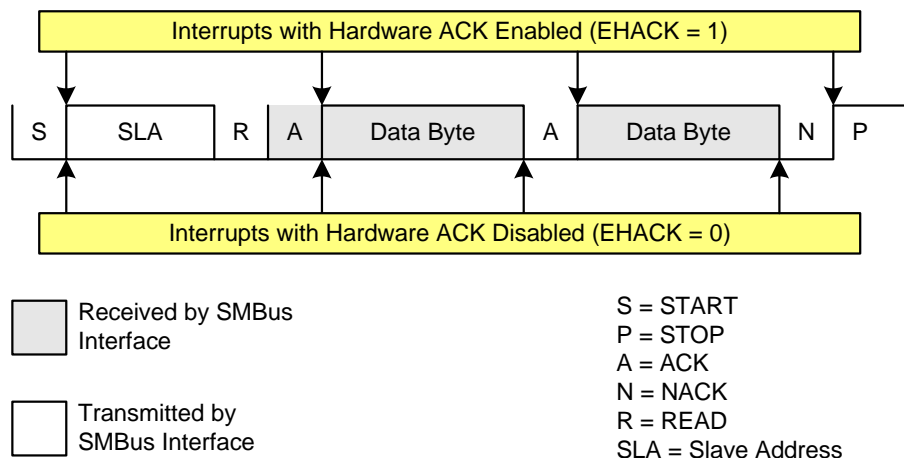 Interrupts with Hardware ACK Enabled (EHACK = 1)
S SLA R A Data Byte A Data Byte N P
Interrupts with Hardware ACK Disabled (EHACK = 0)
Received by SMBus
Interface
Transmitted by
SMBus Interface
S = START
P = STOP
A = ACK
N = NACK
R = READ
SLA = Slave Address